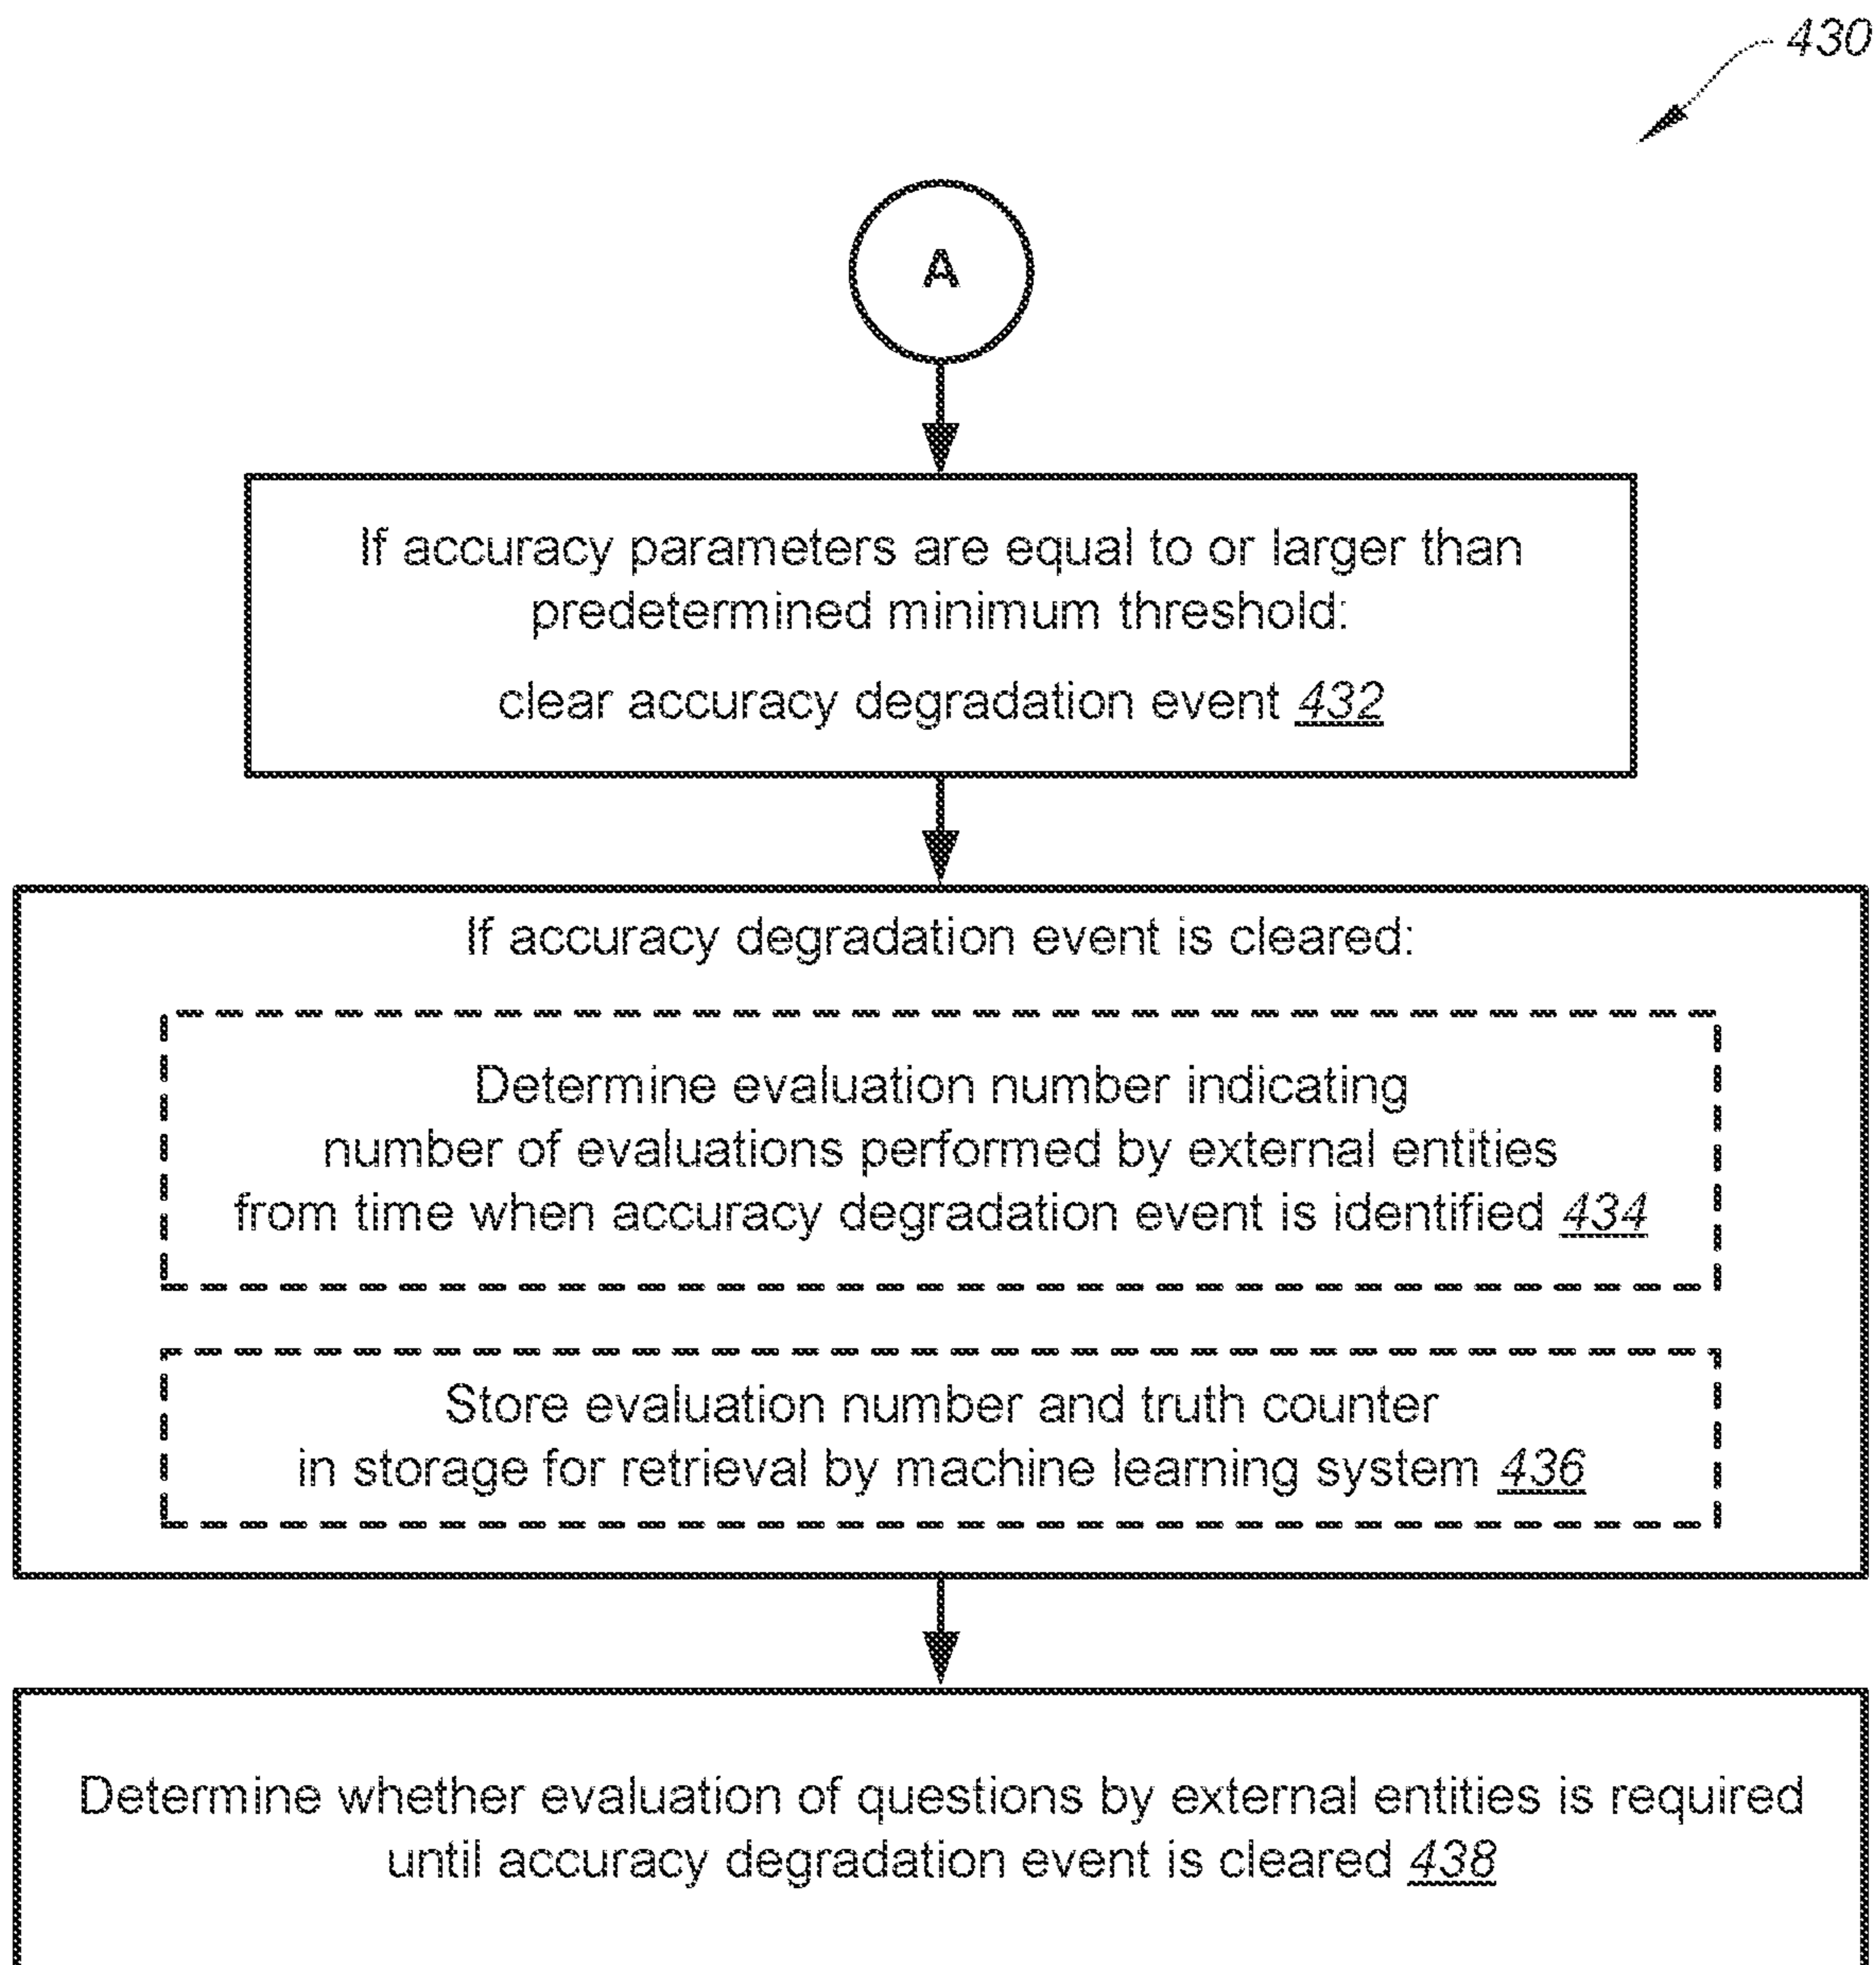 430
A
If accuracy parameters are equal to or larger than
predetermined minimum threshold:
clear accuracy degradation event 432
If accuracy degradation event is cleared:
Determine evaluation number indicating
number of evaluations performed by external entities
from time when accuracy degradation event is identified 434
Store evaluation number and truth counter
in storage for retrieval by machine learning system 436
Determine whether evaluation of questions by external entities is required
until accuracy degradation event is cleared 438